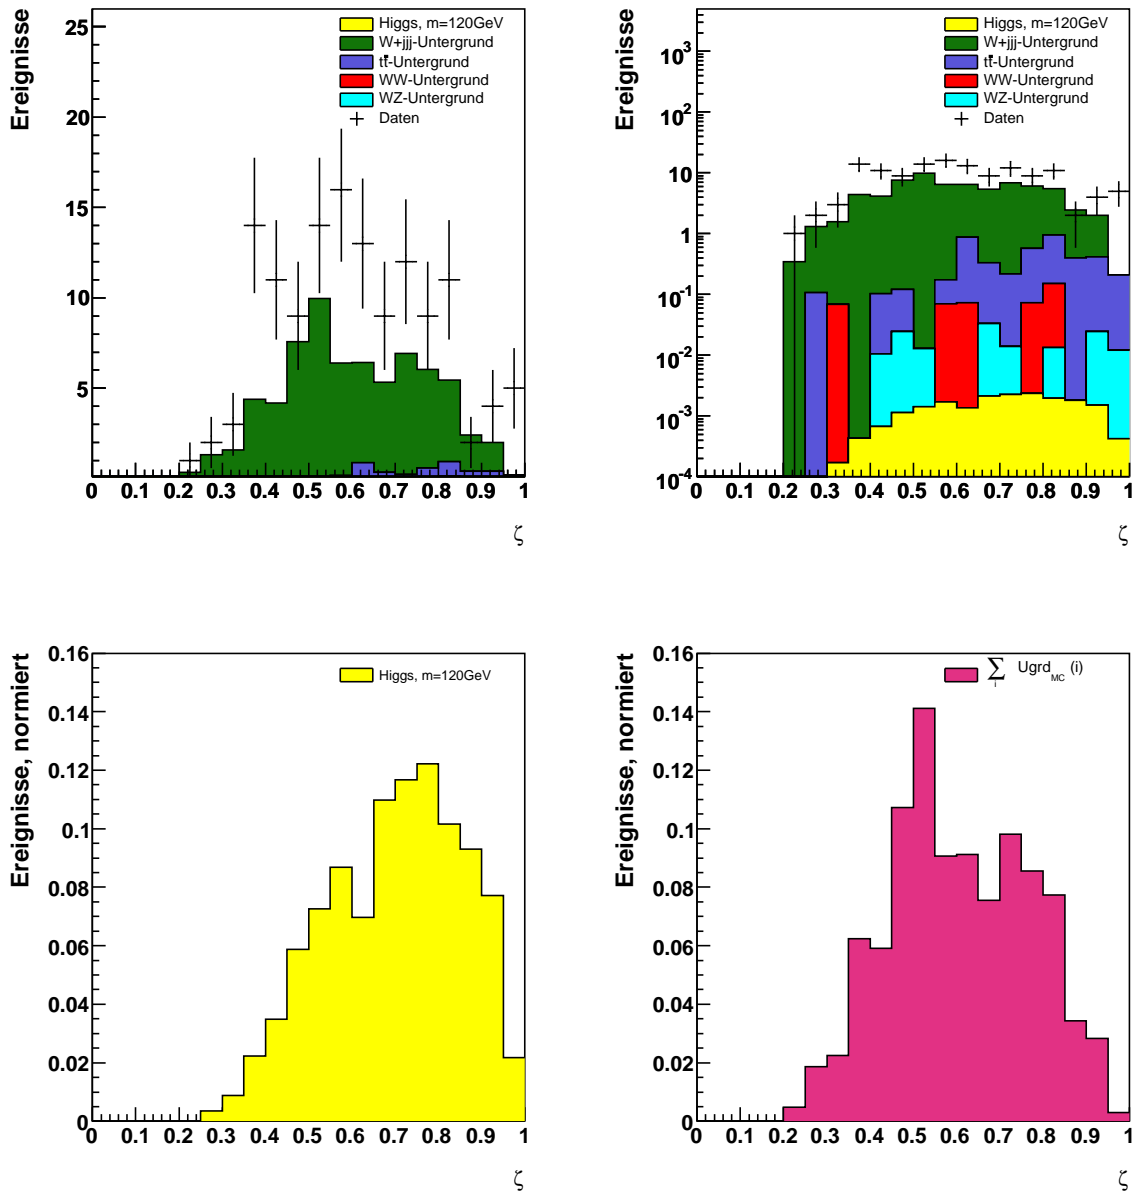 Ereignisse
25
20
15
10
5
0 0.1 0.2 0.3 0.4 0.5 0.6 0.7 0.8 0.9 1
ζ
Higgs, m=120GeV
W+jjj-Untergrund
tt̄-Untergrund
WW-Untergrund
WZ-Untergrund
Daten
Ereignisse
10³
10²
10
1
10⁻¹
10⁻²
10⁻³
10⁻⁴
0 0.1 0.2 0.3 0.4 0.5 0.6 0.7 0.8 0.9 1
ζ
Higgs, m=120GeV
W+jjj-Untergrund
tt̄-Untergrund
WW-Untergrund
WZ-Untergrund
Daten
Ereignisse, normiert
0.16
0.14
0.12
0.1
0.08
0.06
0.04
0.02
0
0 0.1 0.2 0.3 0.4 0.5 0.6 0.7 0.8 0.9 1
ζ
Higgs, m=120GeV
Ereignisse, normiert
0.16
0.14
0.12
0.1
0.08
0.06
0.04
0.02
0
0 0.1 0.2 0.3 0.4 0.5 0.6 0.7 0.8 0.9 1
ζ
∑ᵢ Ugrd_MC (i)